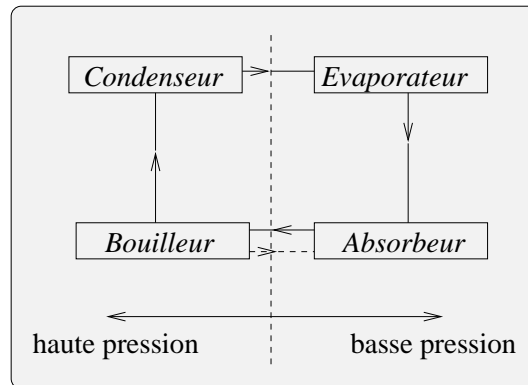 Condenseur
Evaporateur
Bouilleur
Absorbeur
haute pression
basse pression